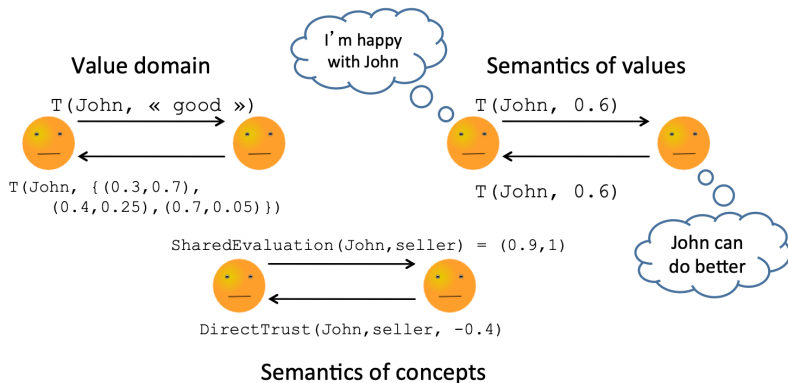 I'm happy
with John
Value domain
Semantics of values
T(John, « good »)
T(John, 0.6)
T(John, {(0.3,0.7),
(0.4,0.25),(0.7,0.05)})
T(John, 0.6)
SharedEvaluation(John,seller) = (0.9,1)
John can
do better
DirectTrust(John,seller, -0.4)
Semantics of concepts